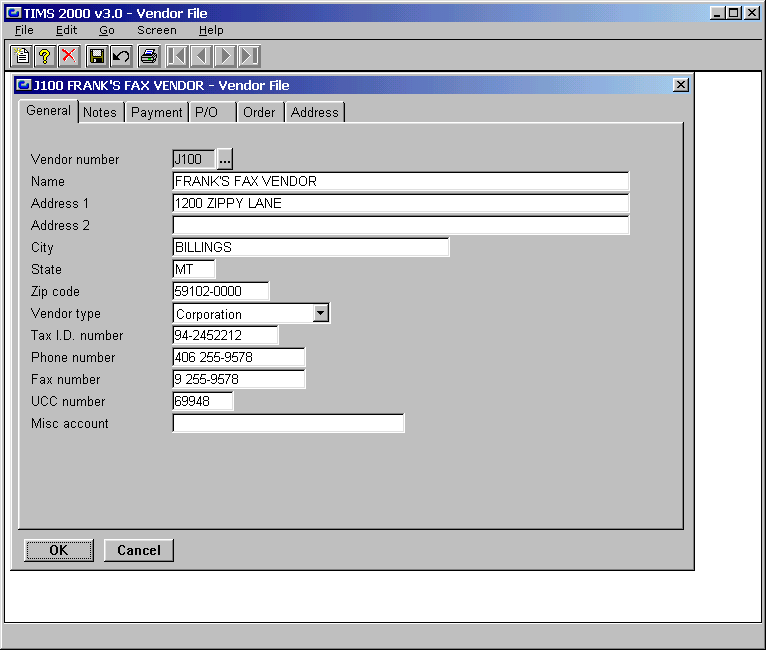 TIMS 2000 v3.0 - Vendor File
File Edit Go Screen Help
J100 FRANK'S FAX VENDOR - Vendor File
General Notes Payment P/O Order Address
Vendor number J100 ...
Name FRANK'S FAX VENDOR
Address 1 1200 ZIPPY LANE
Address 2
City BILLINGS
State MT
Zip code 59102-0000
Vendor type Corporation
Tax I.D. number 94-2452212
Phone number 406 255-9578
Fax number 9 255-9578
UCC number 69948
Misc account
OK Cancel